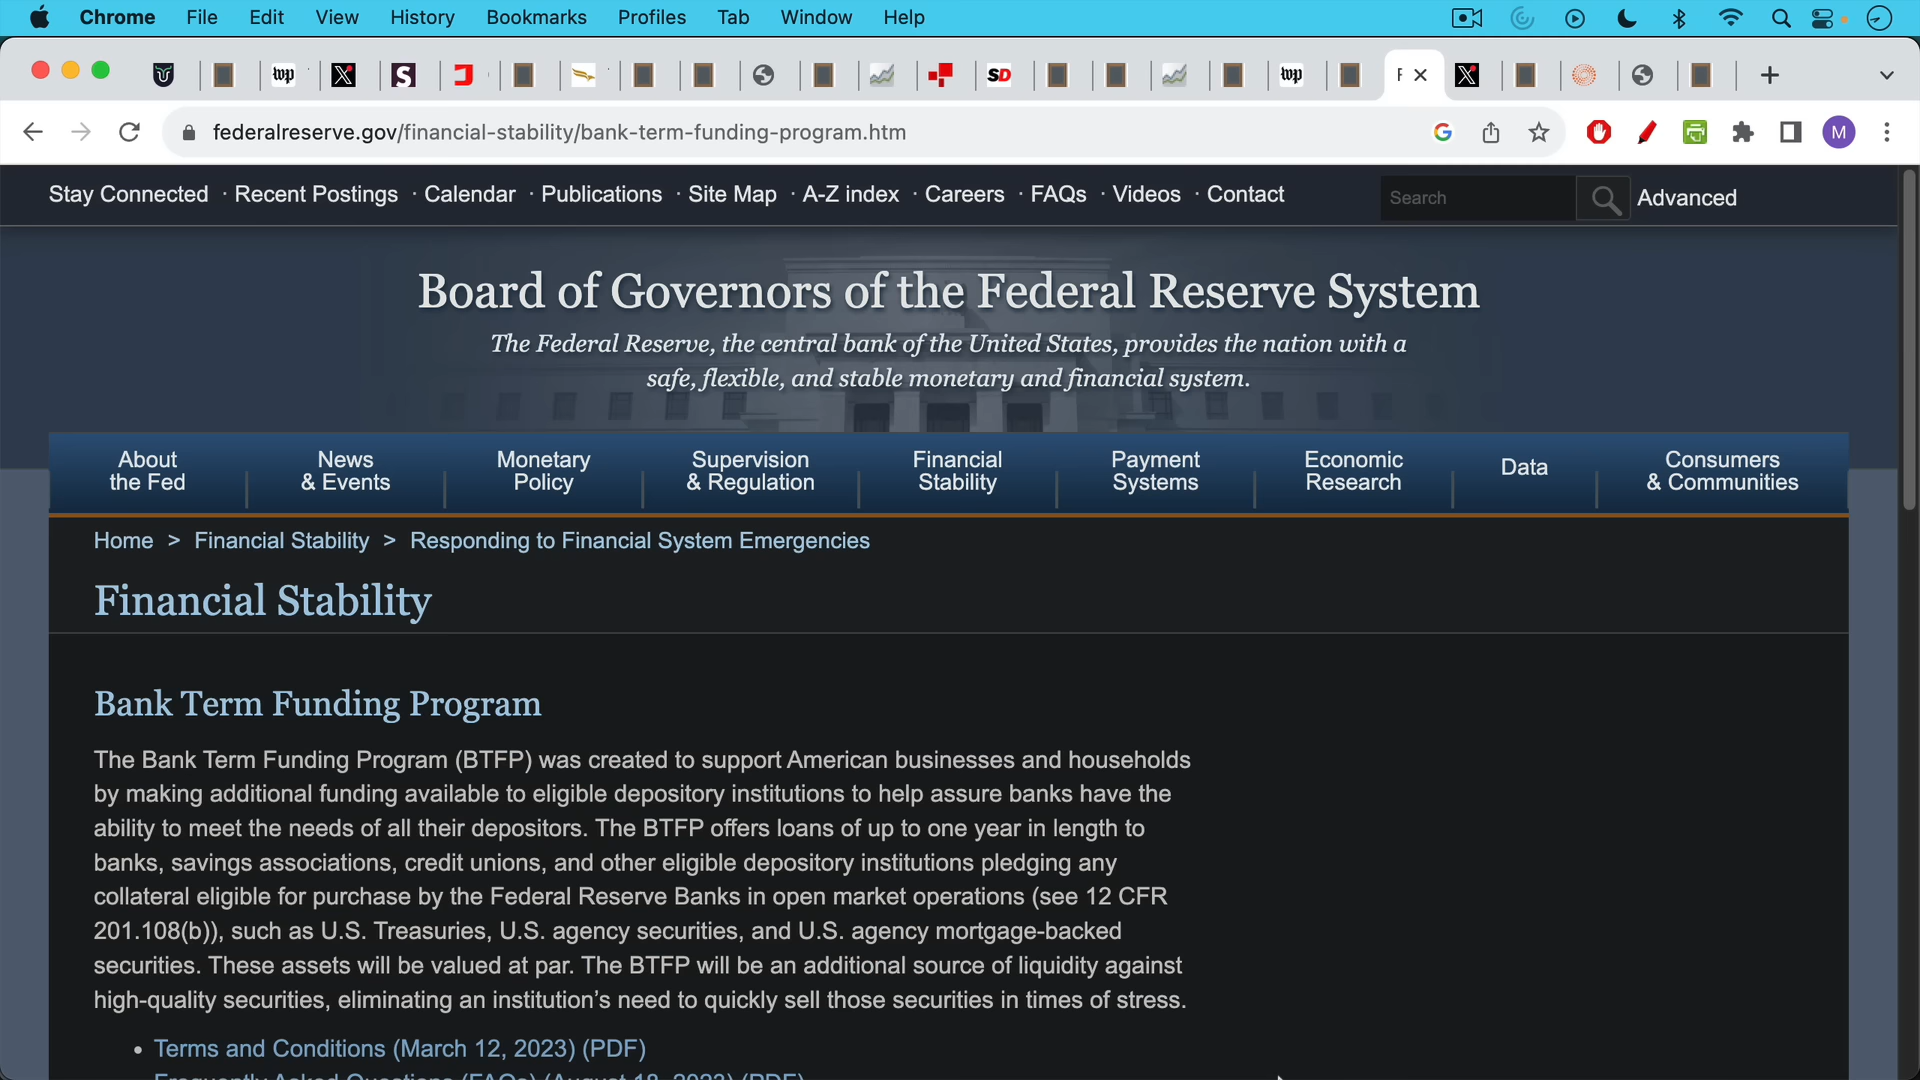 Chrome File Edit View History Bookmarks Profiles Tab Window Help
federalreserve.gov/financial-stability/bank-term-funding-program.htm
M
Stay Connected · Recent Postings · Calendar · Publications · Site Map · A-Z index · Careers · FAQs · Videos · Contact
Search
Advanced
Board of Governors of the Federal Reserve System
The Federal Reserve, the central bank of the United States, provides the nation with a
safe, flexible, and stable monetary and financial system.
About
the Fed
News
& Events
Monetary
Policy
Supervision
& Regulation
Financial
Stability
Payment
Systems
Economic
Research
Data
Consumers
& Communities
Home > Financial Stability > Responding to Financial System Emergencies
Financial Stability
Bank Term Funding Program
The Bank Term Funding Program (BTFP) was created to support American businesses and households
by making additional funding available to eligible depository institutions to help assure banks have the
ability to meet the needs of all their depositors. The BTFP offers loans of up to one year in length to
banks, savings associations, credit unions, and other eligible depository institutions pledging any
collateral eligible for purchase by the Federal Reserve Banks in open market operations (see 12 CFR
201.108(b)), such as U.S. Treasuries, U.S. agency securities, and U.S. agency mortgage-backed
securities. These assets will be valued at par. The BTFP will be an additional source of liquidity against
high-quality securities, eliminating an institution's need to quickly sell those securities in times of stress.
• Terms and Conditions (March 12, 2023) (PDF)
Frequently Asked Questions (FAQs) (August 18, 2023) (PDF)